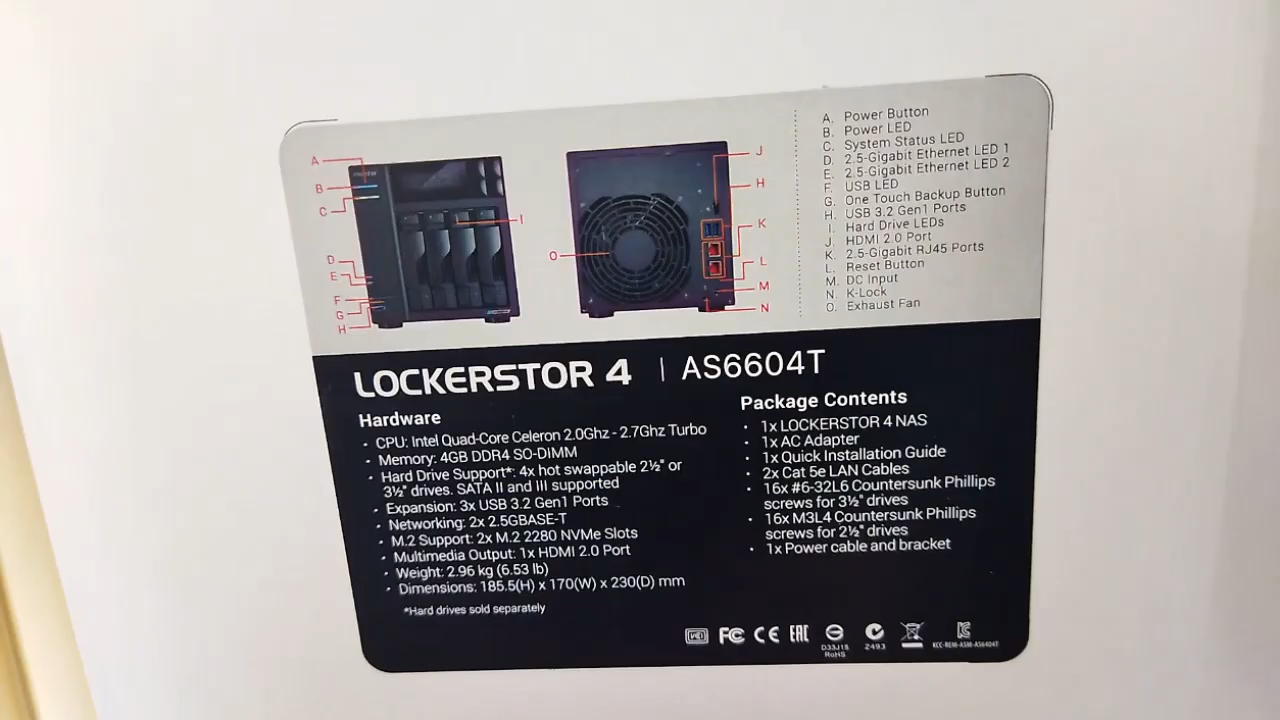 A
B
C
D
E
F
G
H
I
O
J
H
K
L
M
N
A. Power Button
B. Power LED
C. System Status LED
D. 2.5-Gigabit Ethernet LED 1
E. 2.5-Gigabit Ethernet LED 2
F. USB LED
G. One Touch Backup Button
H. USB 3.2 Gen1 Ports
I. Hard Drive LEDs
J. HDMI 2.0 Port
K. 2.5-Gigabit RJ45 Ports
L. Reset Button
M. DC Input
N. K-Lock
O. Exhaust Fan
LOCKERSTOR 4 | AS6604T
Hardware
• CPU: Intel Quad-Core Celeron 2.0Ghz - 2.7Ghz Turbo
• Memory: 4GB DDR4 SO-DIMM
• Hard Drive Support*: 4x hot swappable 2½" or
3½" drives. SATA II and III supported
• Expansion: 3x USB 3.2 Gen1 Ports
• Networking: 2x 2.5GBASE-T
• M.2 Support: 2x M.2 2280 NVMe Slots
• Multimedia Output: 1x HDMI 2.0 Port
• Weight: 2.96 kg (6.53 lb)
• Dimensions: 185.5(H) x 170(W) x 230(D) mm
*Hard drives sold separately
Package Contents
• 1x LOCKERSTOR 4 NAS
• 1x AC Adapter
• 1x Quick Installation Guide
• 2x Cat 5e LAN Cables
• 16x #6-32L6 Countersunk Phillips
screws for 3½" drives
• 16x M3L4 Countersunk Phillips
screws for 2½" drives
• 1x Power cable and bracket
FC CE EAC
D33J18
RoHS
Z493
KCC-REM-ASM-AS6404T